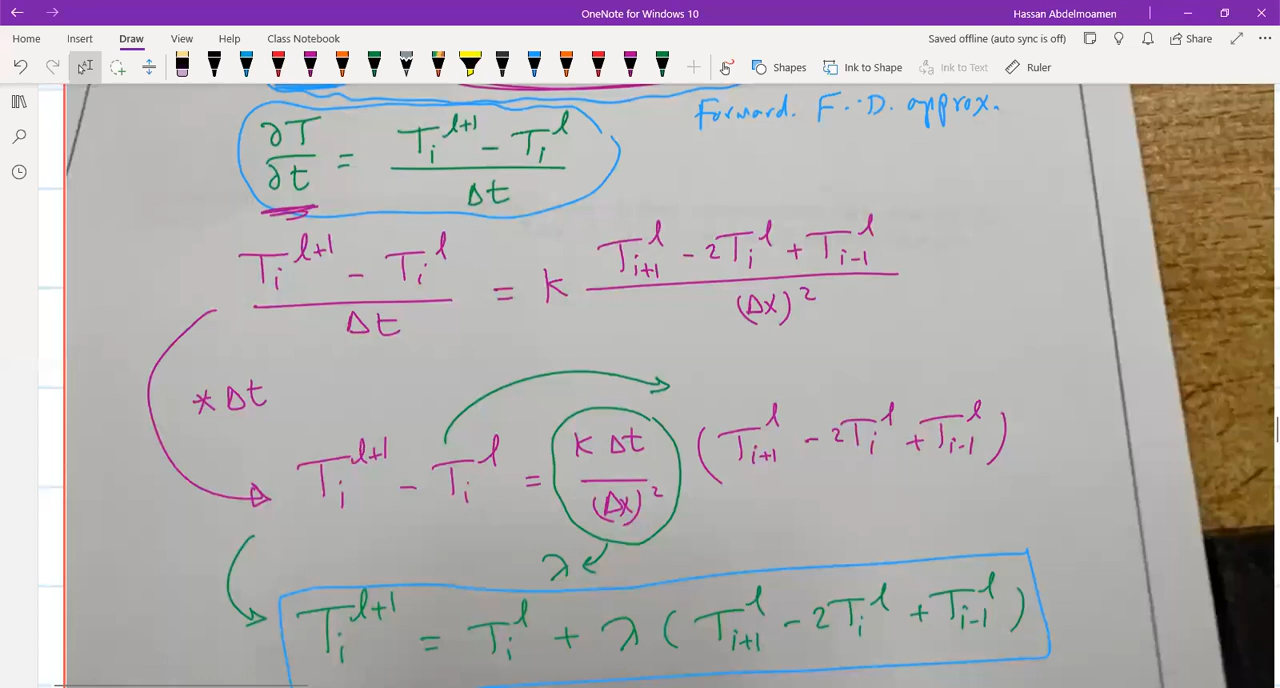 OneNote for Windows 10
Hassan Abdelmoamen
Home Insert Draw View Help Class Notebook
Saved offline (auto sync is off) Share
Shapes Ink to Shape Ink to Text Ruler
Forward. F.D. approx.
∂T/∂t = (T_i^{l+1} - T_i^l) / Δt
(T_i^{l+1} - T_i^l) / Δt = k (T_{i+1}^l - 2T_i^l + T_{i-1}^l) / (Δx)^2
* Δt
T_i^{l+1} - T_i^l = k Δt / (Δx)^2 (T_{i+1}^l - 2T_i^l + T_{i-1}^l)
λ
T_i^{l+1} = T_i^l + λ (T_{i+1}^l - 2T_i^l + T_{i-1}^l)